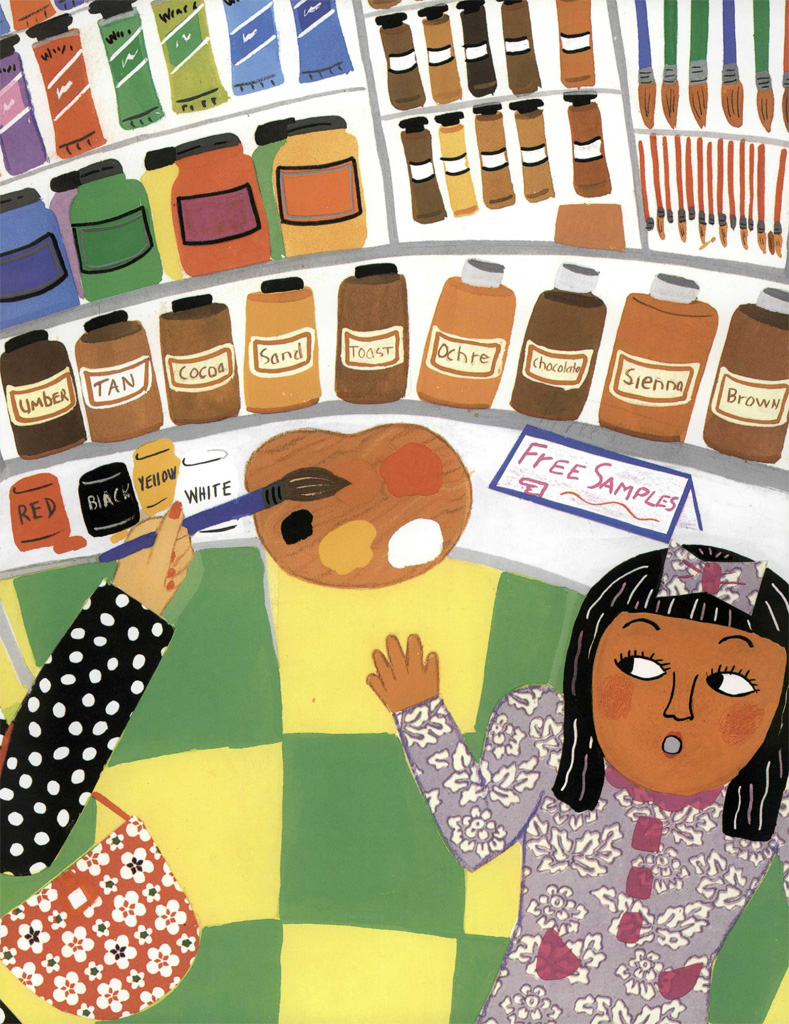 UMBER
TAN
COCOA
Sand
TOAST
Ochre
chocolate
Sienna
BROWN
RED
BLACK
YELLOW
WHITE
FREE SAMPLES